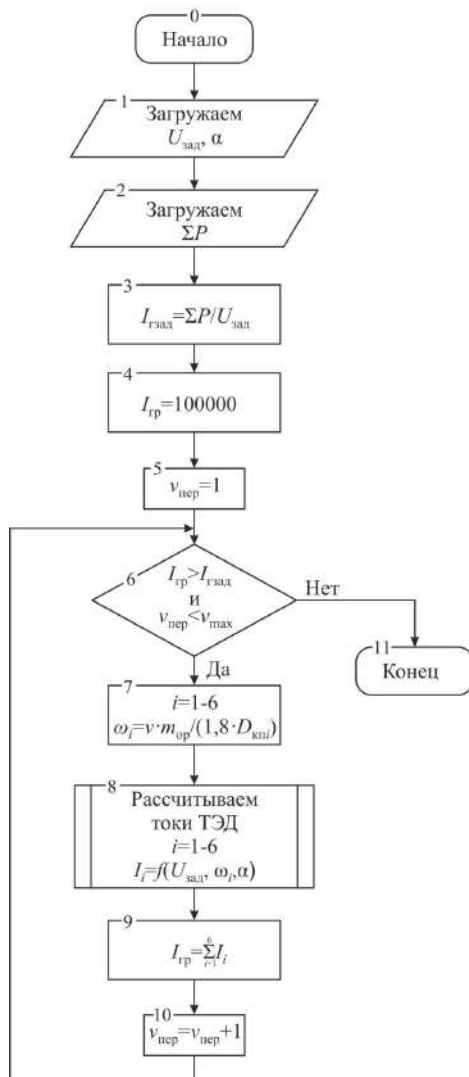 0
Начало
1
Загружаем
Uзад, α
2
Загружаем
ΣP
3
Iгзад=ΣP/Uзад
4
Iгр=100000
5
vпер=1
6
Iгр>Iгзад
и
vпер<vmax
Нет
11
Конец
Да
7
i=1-6
ωi=v·mор/(1,8·Dкпi)
8
Рассчитываем
токи ТЭД
i=1-6
Ii=f(Uзад, ωi,α)
9
Iгр=6Σi=1Ii
10
vпер=vпер+1